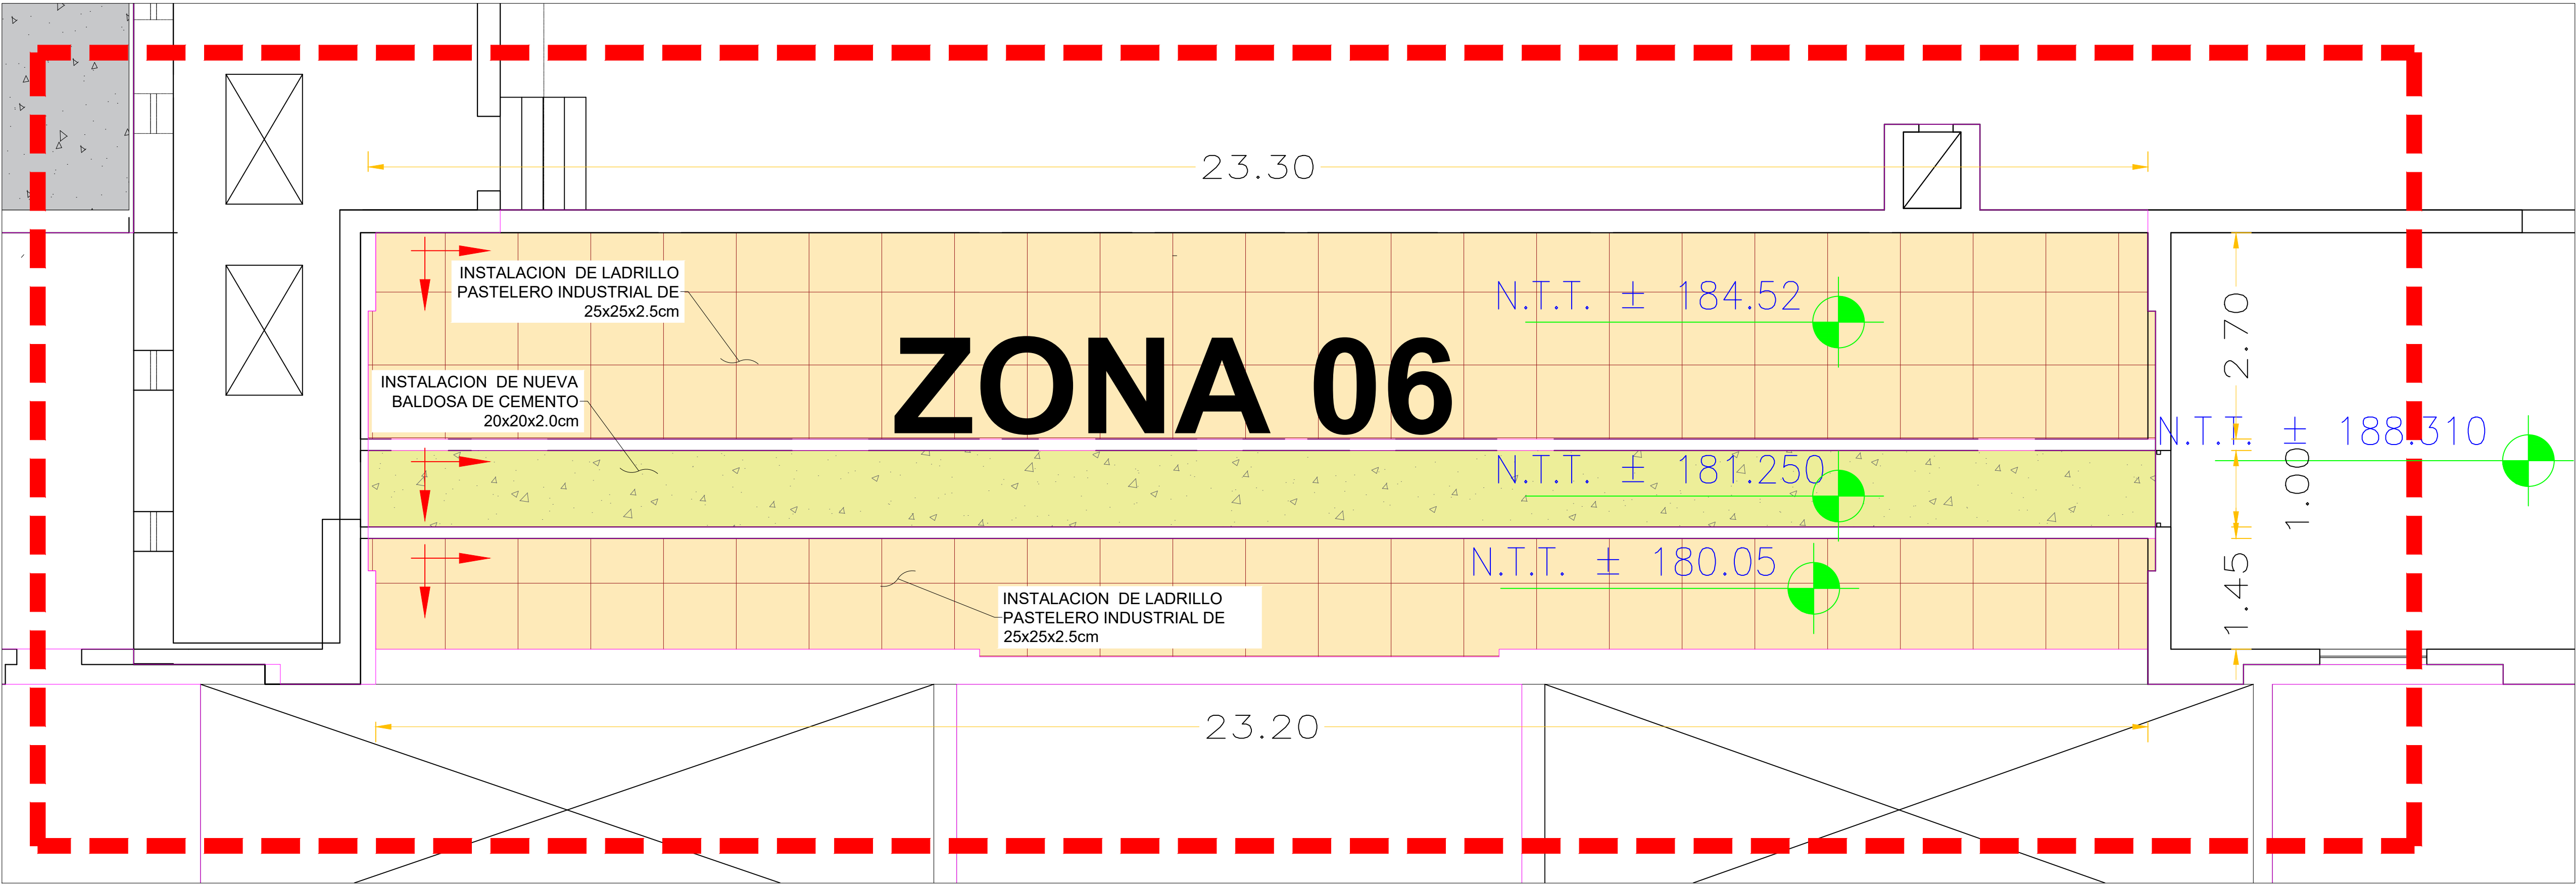 23.30
INSTALACION DE LADRILLO
PASTELERO INDUSTRIAL DE
25x25x2.5cm
N.T.T. ± 184.52
2.70
ZONA 06
INSTALACION DE NUEVA
BALDOSA DE CEMENTO
20x20x2.0cm
N.T.T. ± 188.310
N.T.T. ± 181.250
1.00
N.T.T. ± 180.05
1.45
INSTALACION DE LADRILLO
PASTELERO INDUSTRIAL DE
25x25x2.5cm
23.20